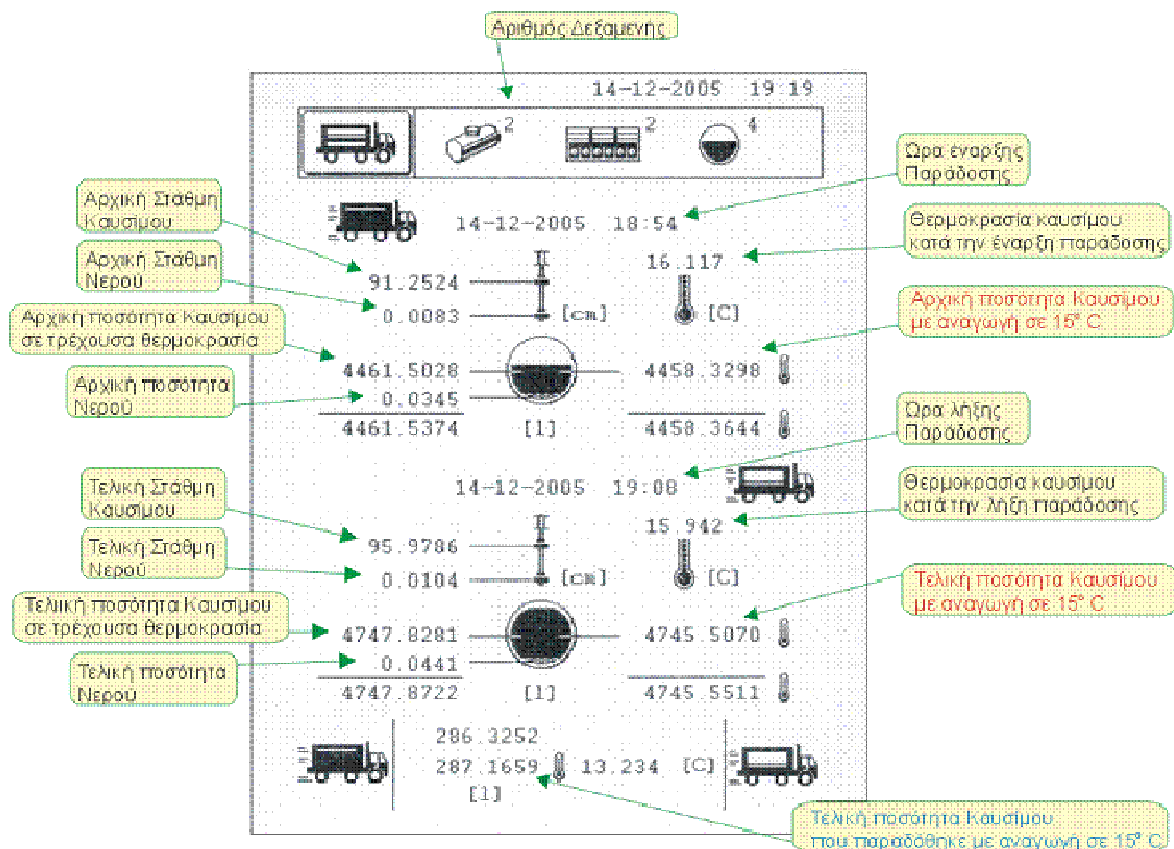 Αριθμός Δεξαμενής
14-12-2005 19 19
2 2 4
Ώρα έναρξης
Παράδοσης
Αρχική Στάθμη
Καυσίμου
14-12-2005 18:54
Θερμοκρασία καυσίμου
κατά την έναρξη παράδοσης
Αρχική Στάθμη
Νερού
91.2524
16 117
0.0083 [cm] [C]
Αρχική ποσότητα Καυσίμου
σε τρέχουσα θερμοκρασία
Αρχική ποσότητα Καυσίμου
με αναγωγή σε 15° C
4461.5028 4458.3298
Αρχική ποσότητα
Νερού
0.0345
4461.5374 [l] 4458.3644
Ώρα λήξης
Παράδοσης
Τελική Στάθμη
Καυσίμου
14-12-2005 19:08
Θερμοκρασία καυσίμου
κατά την λήξη παράδοσης
Τελική Στάθμη
Νερού
95.9786
15 942
0.0104 [cm] [C]
Τελιική ποσότητα Καυσίμου
σε τρέχουσα θερμοκρασία
Τελική ποσότητα Καυσίμου
με αναγωγή σε 15° C
4747.8281 4745.5070
Τελική ποσότητα
Νερού
0.0441
4747.8722 [l] 4745.5511
286.3252
287.1659 13.234 [C]
[l]
Τελική ποσότητα Καυσίμου
που παραδόθηκε με αναγωγή σε 15° C